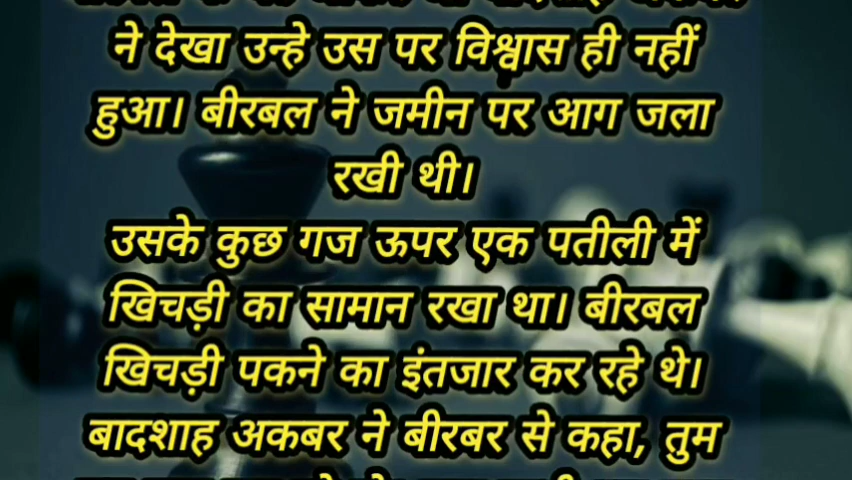 ने देखा उन्हे उस पर विश्वास ही नहीं
हुआ। बीरबल ने जमीन पर आग जला
रखी थी।
उसके कुछ गज ऊपर एक पतीली में
खिचड़ी का सामान रखा था। बीरबल
खिचड़ी पकने का इंतजार कर रहे थे।
बादशाह अकबर ने बीरबर से कहा, तुम